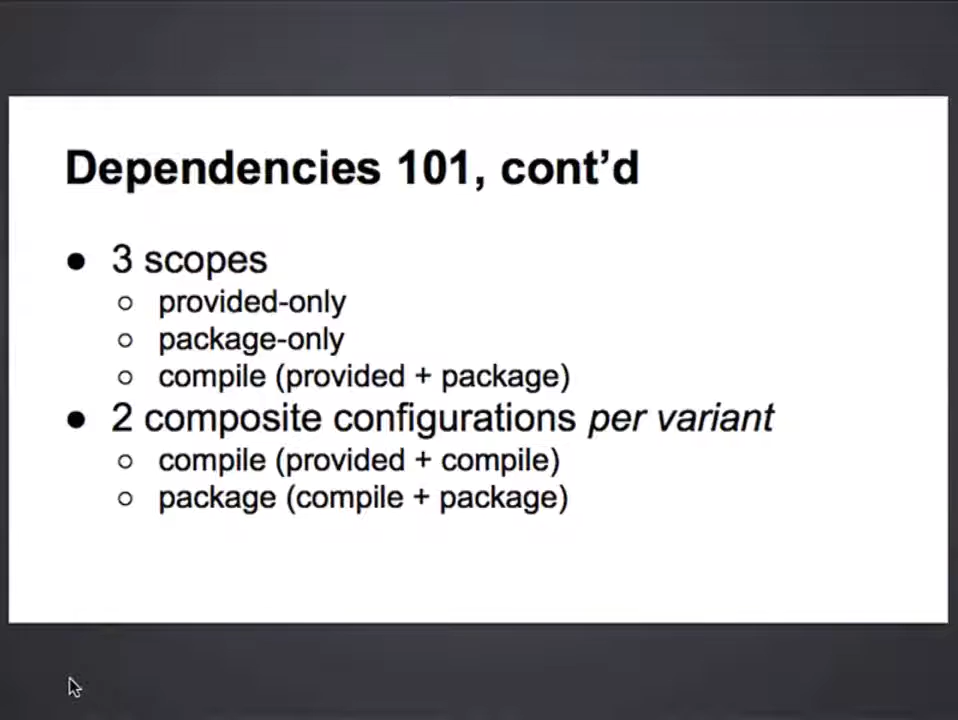 Dependencies 101, cont’d
● 3 scopes
○ provided-only
○ package-only
○ compile (provided + package)
● 2 composite configurations per variant
○ compile (provided + compile)
○ package (compile + package)